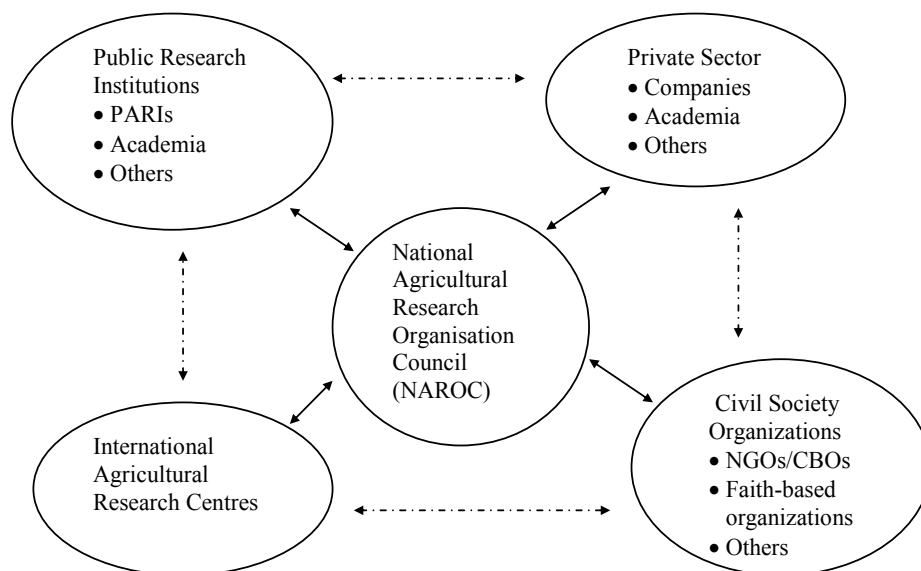 Public Research
Institutions
• PARIs
• Academia
• Others
Private Sector
• Companies
• Academia
• Others
National
Agricultural
Research
Organisation
Council
(NAROC)
International
Agricultural
Research Centres
Civil Society
Organizations
• NGOs/CBOs
• Faith-based
organizations
• Others